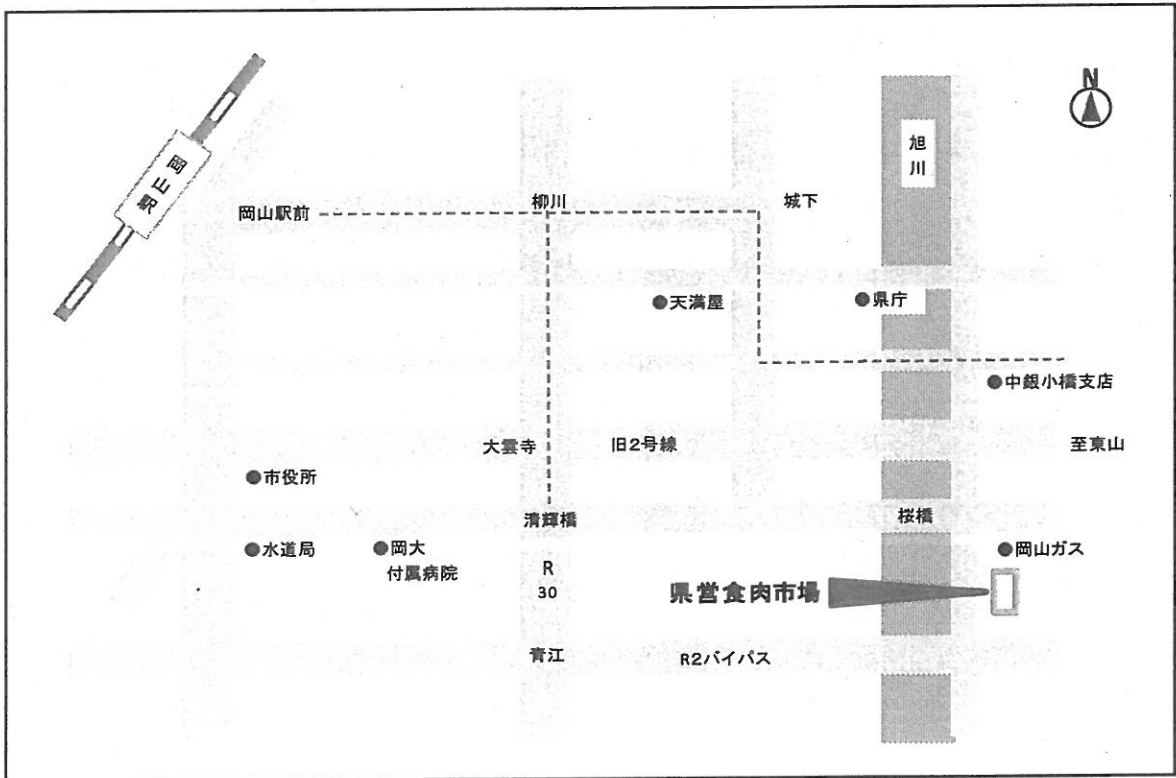 N
旭
川
岡山駅
岡山駅前
柳川
城下
天満屋
県庁
中銀小橋支店
大雲寺
旧2号線
至東山
市役所
清輝橋
桜橋
水道局
岡大
付属病院
岡山ガス
R
30
県営食肉市場
青江
R2バイパス